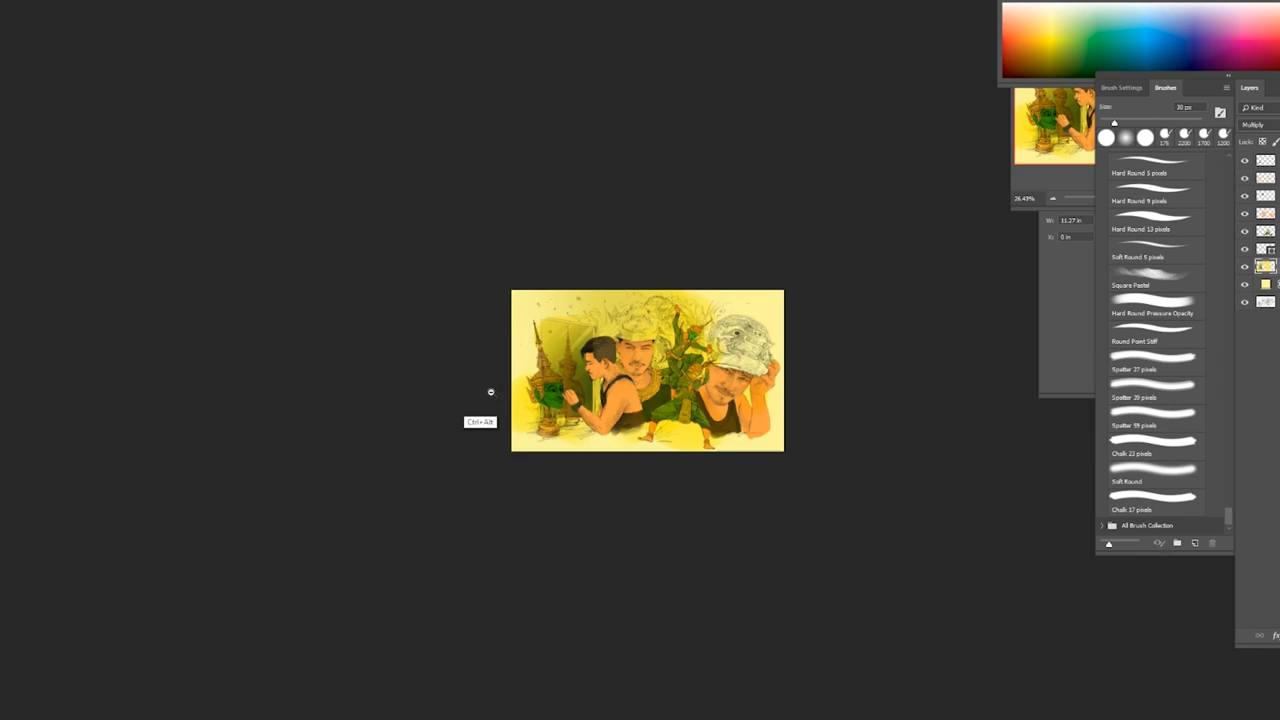 Brush Settings
Brushes
Layers
Size:
30 px
Kind
Multiply
Lock:
175
2200
1700
1200
Hard Round 5 pixels
Hard Round 9 pixels
Hard Round 13 pixels
Soft Round 5 pixels
Square Pastel
Hard Round Pressure Opacity
Round Point Stiff
Spatter 27 pixels
Spatter 39 pixels
Spatter 59 pixels
Chalk 23 pixels
Soft Round
Chalk 17 pixels
All Brush Collection
26.43%
W: 11.27 in
X: 0 in
Ctrl+Alt
fx